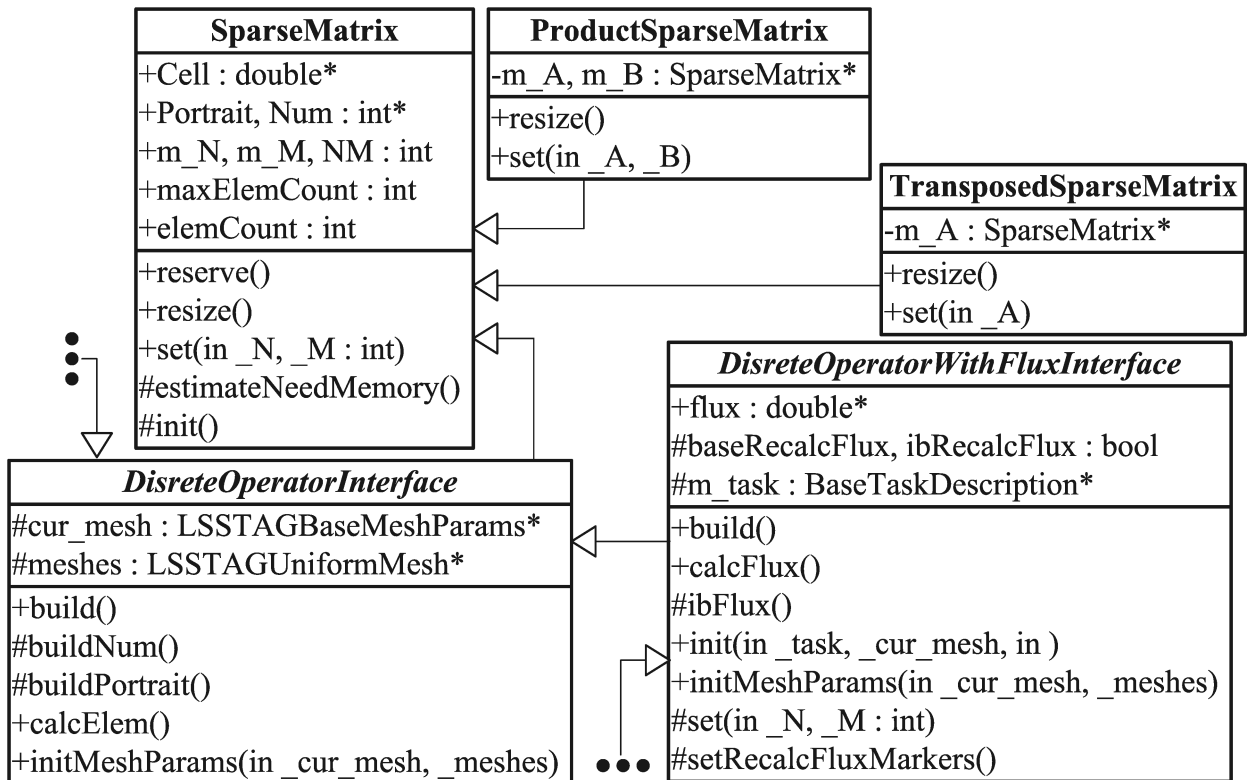 SparseMatrix
+Cell : double*
+Portrait, Num : int*
+m_N, m_M, NM : int
+maxElemCount : int
+elemCount : int
+reserve()
+resize()
+set(in _N, _M : int)
#estimateNeedMemory()
#init()
ProductSparseMatrix
-m_A, m_B : SparseMatrix*
+resize()
+set(in _A, _B)
TransposedSparseMatrix
-m_A : SparseMatrix*
+resize()
+set(in _A)
DisreteOperatorInterface
#cur_mesh : LSSTAGBaseMeshParams*
#meshes : LSSTAGUniformMesh*
+build()
#buildNum()
#buildPortrait()
+calcElem()
+initMeshParams(in _cur_mesh, _meshes)
DisreteOperatorWithFluxInterface
+flux : double*
#baseRecalcFlux, ibRecalcFlux : bool
#m_task : BaseTaskDescription*
+build()
+calcFlux()
#ibFlux()
+init(in _task, _cur_mesh, in )
+initMeshParams(in _cur_mesh, _meshes)
#set(in _N, _M : int)
#setRecalcFluxMarkers()